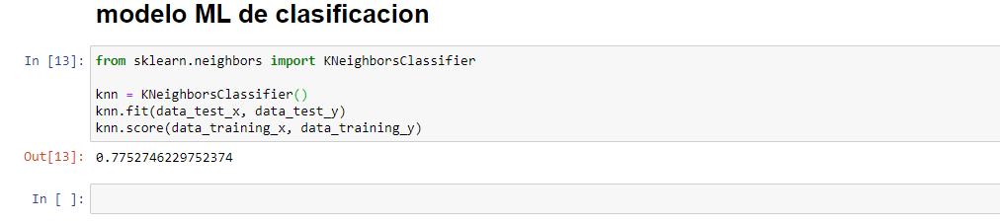 modelo ML de clasificacion
In [13]: from sklearn.neighbors import KNeighborsClassifier
knn = KNeighborsClassifier()
knn.fit(data_test_x, data_test_y)
knn.score(data_training_x, data_training_y)
Out[13]: 0.7752746229752374
In [ ]: